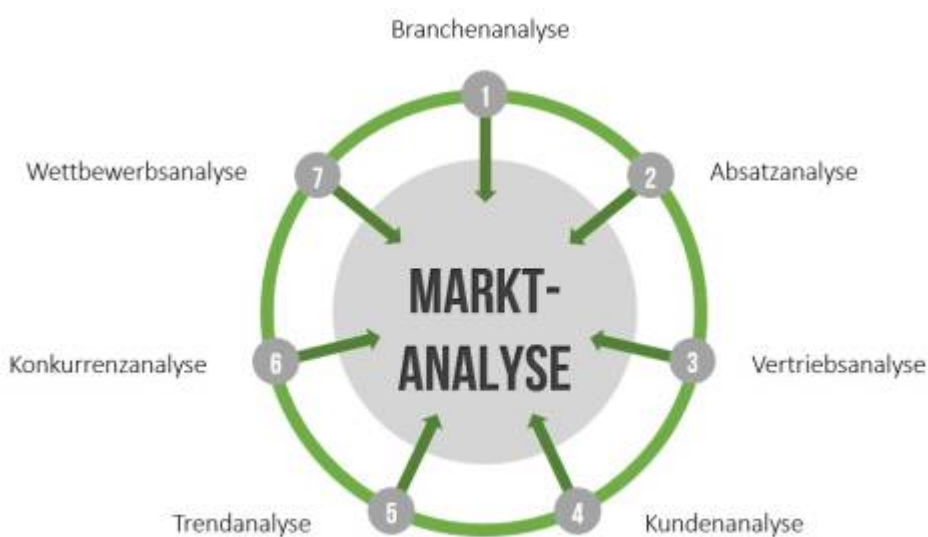 Branchenanalyse
1
Wettbewerbsanalyse
7
2
Absatzanalyse
MARKT-
ANALYSE
Konkurrenzanalyse
6
3
Vertriebsanalyse
Trendanalyse
5
4
Kundenanalyse